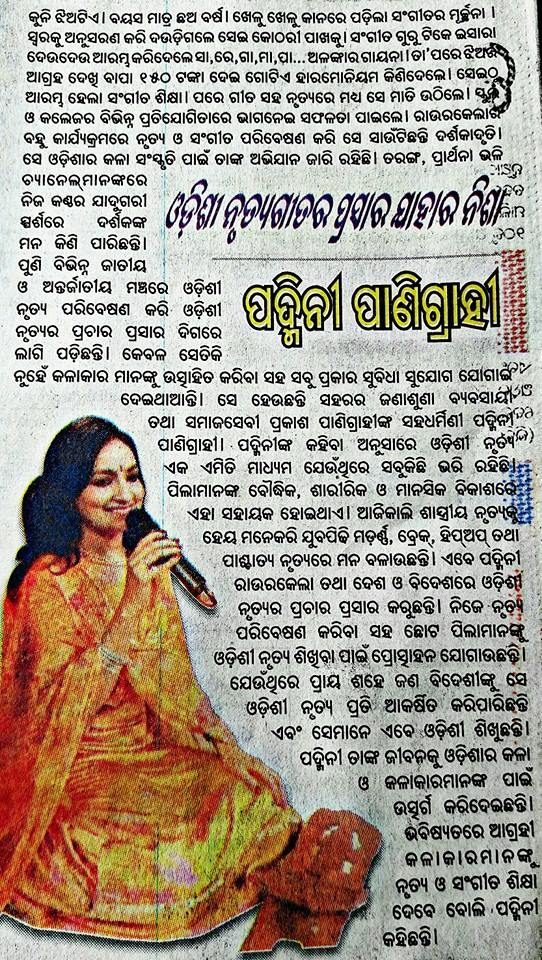 କୁନି ଝିଅଟିଏ। ବୟସ ମାତ୍ର ଛଅ ବର୍ଷ। ଖେଳୁ ଖେଳୁ କାନରେ ପଡ଼ିଲା ସଂଗୀତର ମୂର୍ଚ୍ଛନା।
ସ୍ୱରକୁ ଅନୁସରଣ କରି ଦଉଡ଼ିଗଲେ ସେଇ କୋଠରୀ ପାଖକୁ। ସଂଗୀତ ଗୁରୁ ଟିକେ ଇସାରା
ଦେଉଦେଉ ଆରମ୍ଭ କରିଦେଲେ ସା, ରେ, ଗା, ମା, ପା... ଅଳଙ୍କାର ଗାୟନ। ତା'ପରେ ଝିଅର
ଆଗ୍ରହ ଦେଖି ବାପା ୧୫୦ ଟଙ୍କା ଦେଇ ଗୋଟିଏ ହାରମୋନିୟମ କିଣିଦେଲେ। ସେଇଠୁ
ଆରମ୍ଭ ହେଲା ସଂଗୀତ ଶିକ୍ଷା। ପରେ ଗୀତ ସହ ନୃତ୍ୟରେ ମଧ୍ୟ ସେ ମାତି ଉଠିଲେ। ସ୍କୁଲ
ଓ କଲେଜର ବିଭିନ୍ନ ପ୍ରତିଯୋଗିତାରେ ଭାଗନେଇ ସଫଳତା ପାଇଲେ। ରାଉରକେଲାର
ବହୁ କାର୍ଯ୍ୟକ୍ରମରେ ନୃତ୍ୟ ଓ ସଂଗୀତ ପରିବେଷଣ କରି ସେ ସାଉଁଟିଛନ୍ତି ଦର୍ଶକାଦୃତି।
ସେ ଓଡ଼ିଶାର କଳା ସଂସ୍କୃତି ପାଇଁ ତାଙ୍କ ଅଭିଯାନ ଜାରି ରହିଛି। ତରଙ୍ଗ, ପ୍ରାର୍ଥନା ଭଳି
ଚ୍ୟାନେଲ୍‌ମାନଙ୍କରେ
ନିଜ କଣ୍ଠର ଯାଦୁଗରୀ
ସ୍ପର୍ଶରେ ଦର୍ଶକଙ୍କ
ମନ କିଣି ପାରିଛନ୍ତି।
ପୁଣି ବିଭିନ୍ନ ଜାତୀୟ
ଓଡ଼ିଶୀ ନୃତ୍ୟଗୀତର ପ୍ରସାର ଯାହାର ନିଶା
ପଦ୍ମିନୀ ପାଣିଗ୍ରାହୀ
ଓ ଅନ୍ତର୍ଜାତୀୟ ମଞ୍ଚରେ ଓଡ଼ିଶୀ
ନୃତ୍ୟ ପରିବେଷଣ କରି ଓଡ଼ିଶୀ
ନୃତ୍ୟର ପ୍ରଚାର ପ୍ରସାର ଦିଗରେ
ଲାଗି ପଡ଼ିଛନ୍ତି। କେବଳ ସେତିକି
ନୁହେଁ କଳାକାର ମାନଙ୍କୁ ଉତ୍ସାହିତ କରିବା ସହ ସବୁ ପ୍ରକାର ସୁବିଧା ସୁଯୋଗ ଯୋଗାଇ
ଦେଇଥାଆନ୍ତି। ସେ ହେଉଛନ୍ତି ସହରର ଜଣାଶୁଣା ବ୍ୟବସାୟୀ
ତଥା ସମାଜସେବୀ ପ୍ରକାଶ ପାଣିଗ୍ରାହୀଙ୍କ ସହଧର୍ମିଣୀ ପଦ୍ମିନୀ
ପାଣିଗ୍ରାହୀ। ପଦ୍ମିନୀଙ୍କ କହିବା ଅନୁସାରେ ଓଡ଼ିଶୀ ନୃତ୍ୟ
ଏକ ଏମିତି ମାଧ୍ୟମ ଯେଉଁଥିରେ ସବୁକିଛି ଭରି ରହିଛି।
ପିଲାମାନଙ୍କ ବୌଦ୍ଧିକ, ଶାରୀରିକ ଓ ମାନସିକ ବିକାଶରେ
ଏହା ସହାୟକ ହୋଇଥାଏ। ଆଜିକାଲି ଶାସ୍ତ୍ରୀୟ ନୃତ୍ୟକୁ
ହେୟ ମନେକରି ଯୁବପିଢି ମଡ଼ର୍ଣ୍ଣ, ବ୍ରେକ୍, ହିପ୍ଅପ୍ ତଥା
ପାଶ୍ଚାତ୍ୟ ନୃତ୍ୟରେ ମନ ବଳାଉଛନ୍ତି। ଏବେ ପଦ୍ମିନୀ
ରାଉରକେଲା ତଥା ଦେଶ ଓ ବିଦେଶରେ ଓଡ଼ିଶୀ
ନୃତ୍ୟର ପ୍ରଚାର ପ୍ରସାର କରୁଛନ୍ତି। ନିଜେ ନୃତ୍ୟ
ପରିବେଷଣ କରିବା ସହ ଛୋଟ ପିଲାମାନଙ୍କୁ
ଓଡ଼ିଶୀ ନୃତ୍ୟ ଶିଖିବା ପାଇଁ ପ୍ରୋତ୍ସାହନ ଯୋଗାଉଛନ୍ତି।
ଯେଉଁଥିରେ ପ୍ରାୟ ଶହେ ଜଣ ବିଦେଶୀଙ୍କୁ ସେ
ଓଡ଼ିଶୀ ନୃତ୍ୟ ପ୍ରତି ଆକର୍ଷିତ କରିପାରିଛନ୍ତି
ଏବଂ ସେମାନେ ଏବେ ଓଡ଼ିଶୀ ଶିଖୁଛନ୍ତି।
ପଦ୍ମିନୀ ତାଙ୍କ ଜୀବନକୁ ଓଡ଼ିଶାର କଳା
ଓ କଳାକାରମାନଙ୍କ ପାଇଁ
ଉତ୍ସର୍ଗ କରିଦେଇଛନ୍ତି।
ଭବିଷ୍ୟତରେ ଆଗ୍ରହୀ
କଳାକାରମାନଙ୍କୁ
ନୃତ୍ୟ ଓ ସଂଗୀତ ଶିକ୍ଷା
ଦେବେ ବୋଲି ପଦ୍ମିନୀ
କହିଛନ୍ତି।